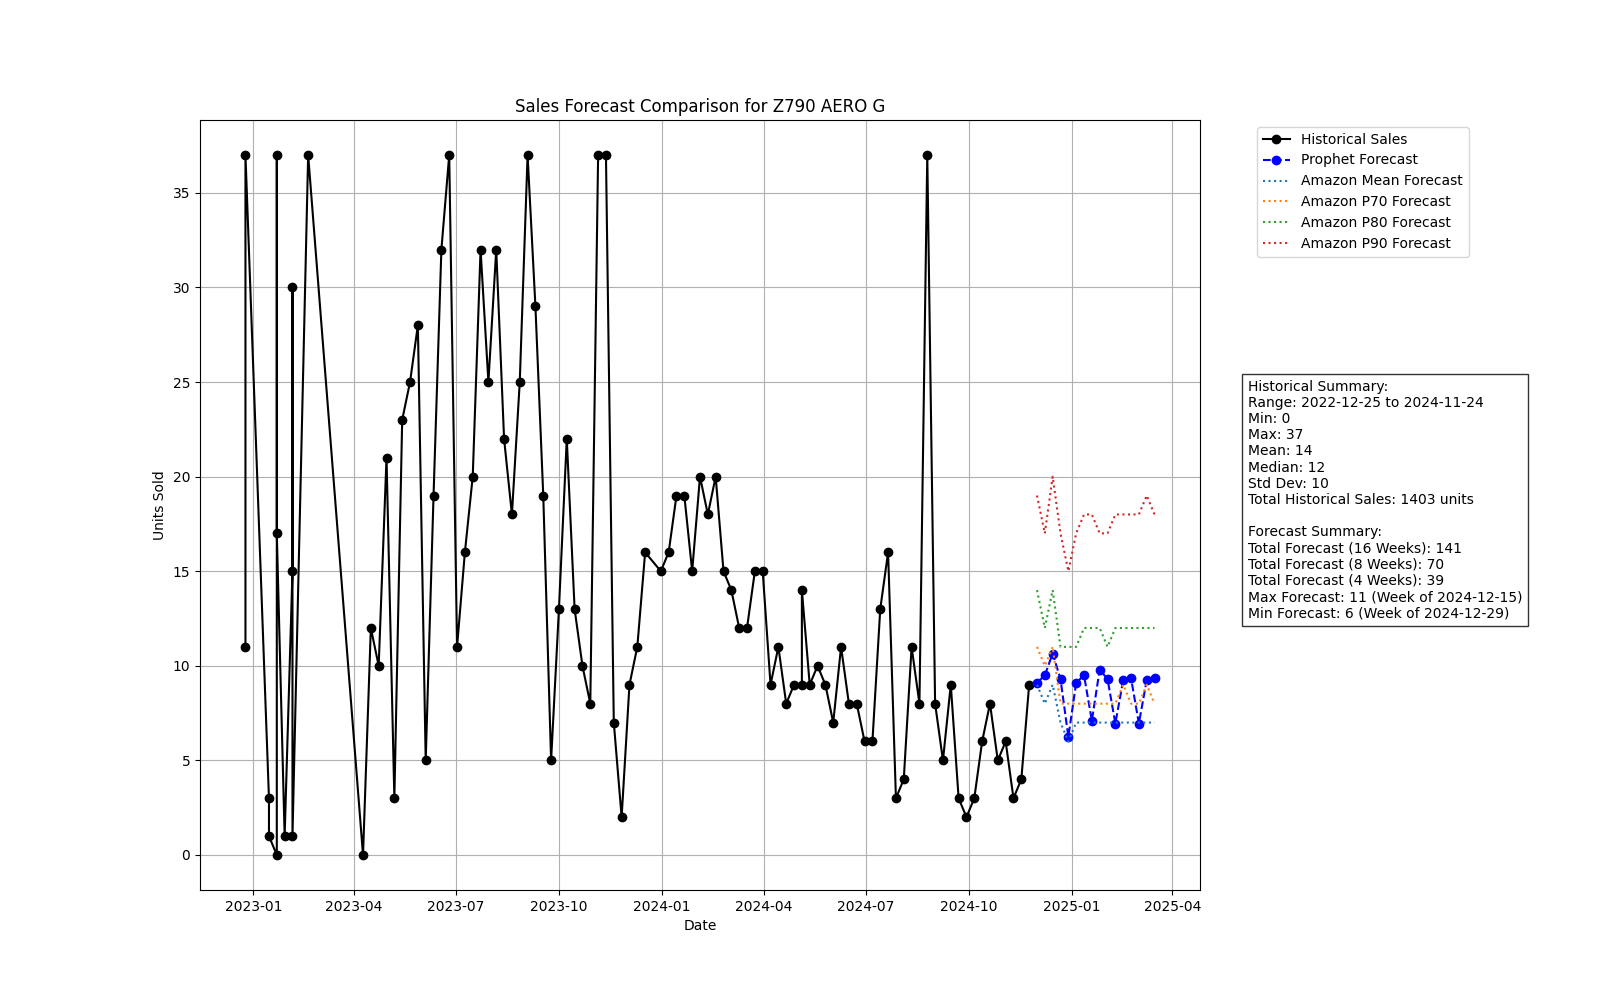 Sales Forecast Comparison for Z790 AERO G
Units Sold
35
30
25
20
15
10
5
0
2023-01
2023-04
2023-07
2023-10
2024-01
2024-04
2024-07
2024-10
2025-01
2025-04
Date
Historical Sales
Prophet Forecast
Amazon Mean Forecast
Amazon P70 Forecast
Amazon P80 Forecast
Amazon P90 Forecast
Historical Summary:
Range: 2022-12-25 to 2024-11-24
Min: 0
Max: 37
Mean: 14
Median: 12
Std Dev: 10
Total Historical Sales: 1403 units
Forecast Summary:
Total Forecast (16 Weeks): 141
Total Forecast (8 Weeks): 70
Total Forecast (4 Weeks): 39
Max Forecast: 11 (Week of 2024-12-15)
Min Forecast: 6 (Week of 2024-12-29)